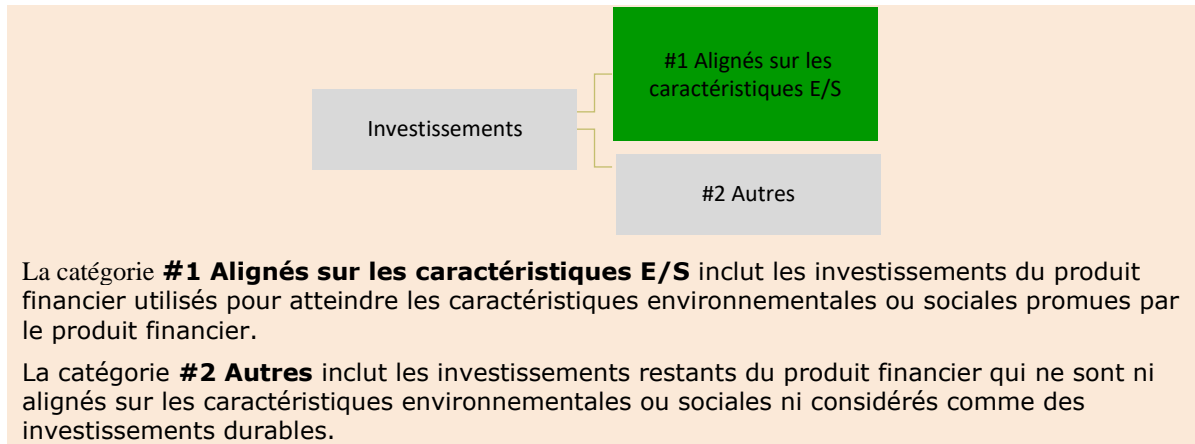 #1 Alignés sur les
caractéristiques E/S
Investissements
#2 Autres
La catégorie #1 Alignés sur les caractéristiques E/S inclut les investissements du produit
financier utilisés pour atteindre les caractéristiques environnementales ou sociales promues par
le produit financier.
La catégorie #2 Autres inclut les investissements restants du produit financier qui ne sont ni
alignés sur les caractéristiques environnementales ou sociales ni considérés comme des
investissements durables.